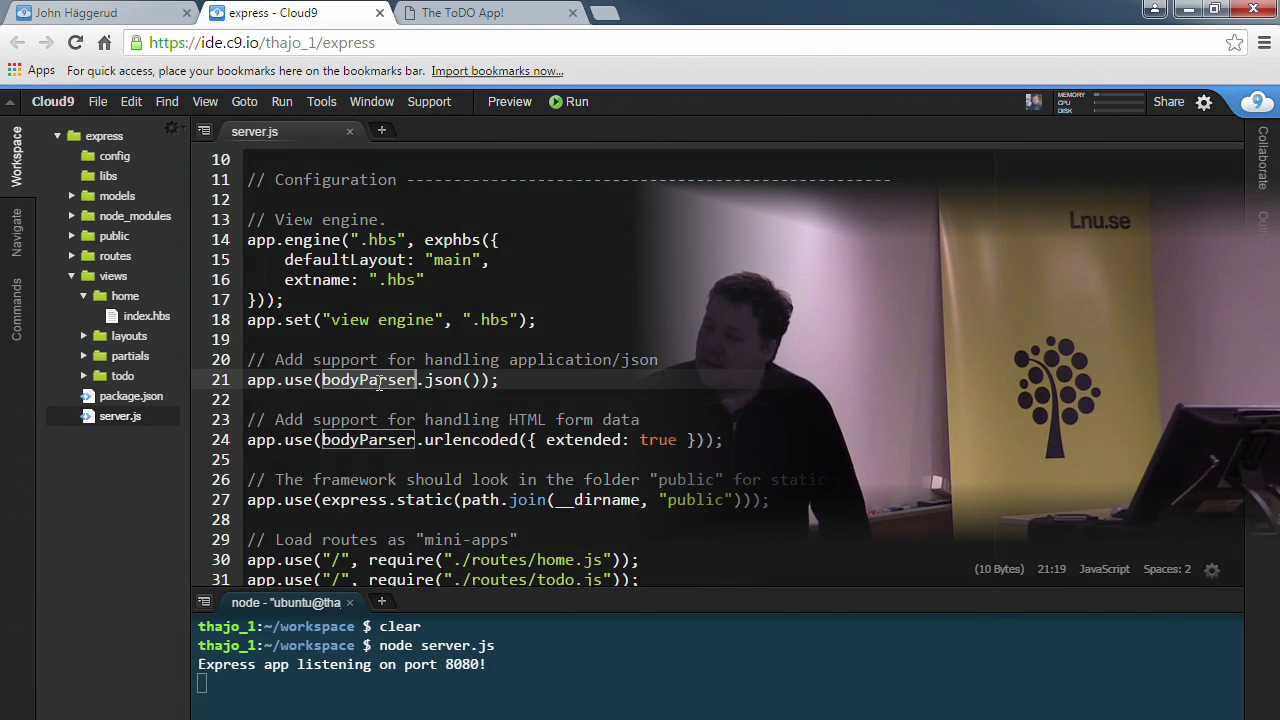 John Häggerud
express - Cloud9
The ToDO App!
https://ide.c9.io/thajo_1/express
Apps For quick access, place your bookmarks here on the bookmarks bar. Import bookmarks now...
Cloud9 File Edit Find View Goto Run Tools Window Support Preview Run
MEMORY
CPU
DISK
Share
9
Workspace
Navigate
Commands
express
config
libs
models
node_modules
public
routes
views
home
index.hbs
layouts
partials
todo
package.json
server.js
server.js
10
11 // Configuration ----------------------------------------------------
12
13 // View engine.
14 app.engine(".hbs", exphbs({
15 defaultLayout: "main",
16 extname: ".hbs"
17 }));
18 app.set("view engine", ".hbs");
19
20 // Add support for handling application/json
21 app.use(bodyParser.json());
22
23 // Add support for handling HTML form data
24 app.use(bodyParser.urlencoded({ extended: true }));
25
26 // The framework should look in the folder "public" for static
27 app.use(express.static(path.join(__dirname, "public")));
28
29 // Load routes as "mini-apps"
30 app.use("/", require("./routes/home.js"));
31 app.use("/", require("./routes/todo.js"));
Lnu.se
(10 Bytes) 21:19 JavaScript Spaces: 2
Collaborate
node - "ubuntu@tha
thajo_1:~/workspace $ clear
thajo_1:~/workspace $ node server.js
Express app listening on port 8080!